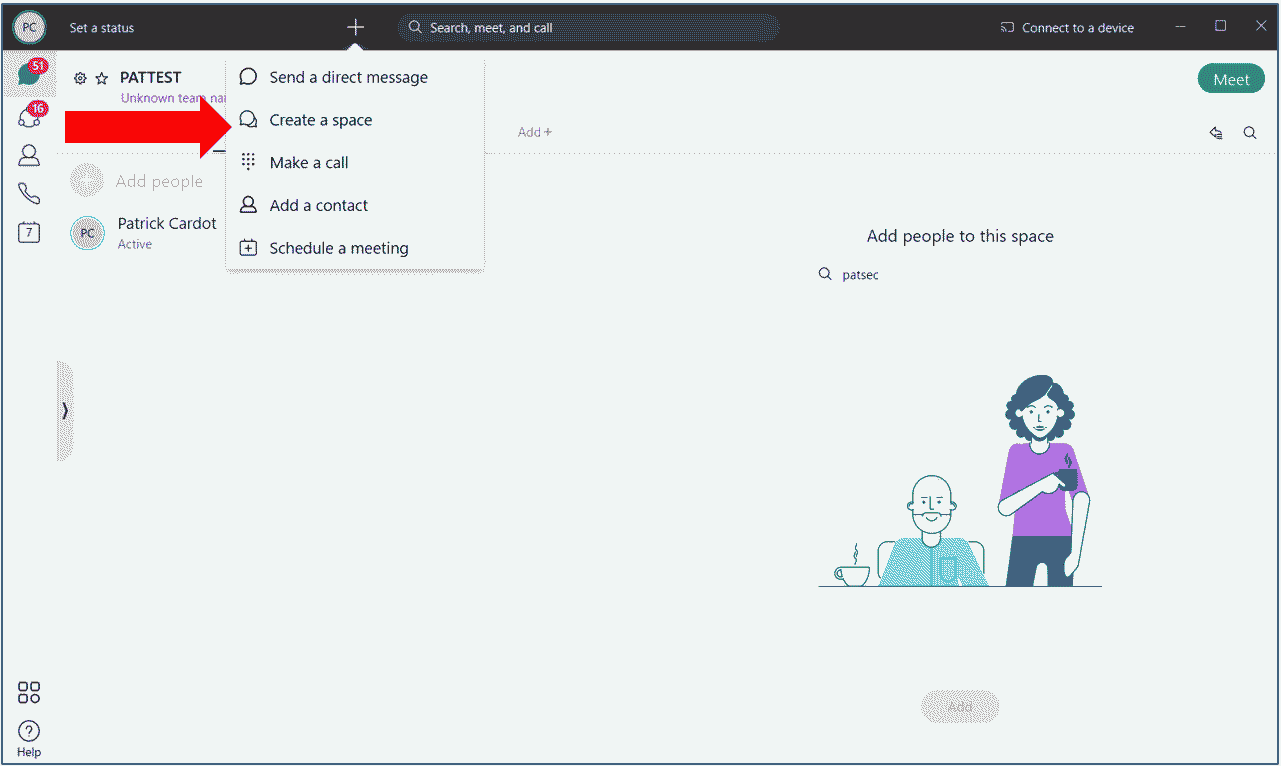 PC
Set a status
Search, meet, and call
Connect to a device
51
16
7
PATTEST
Unknown team
Meet
Send a direct message
Create a space
Make a call
Add a contact
Schedule a meeting
Add +
Add people
PC
Patrick Cardot
Active
Add people to this space
patsec
Add
Help